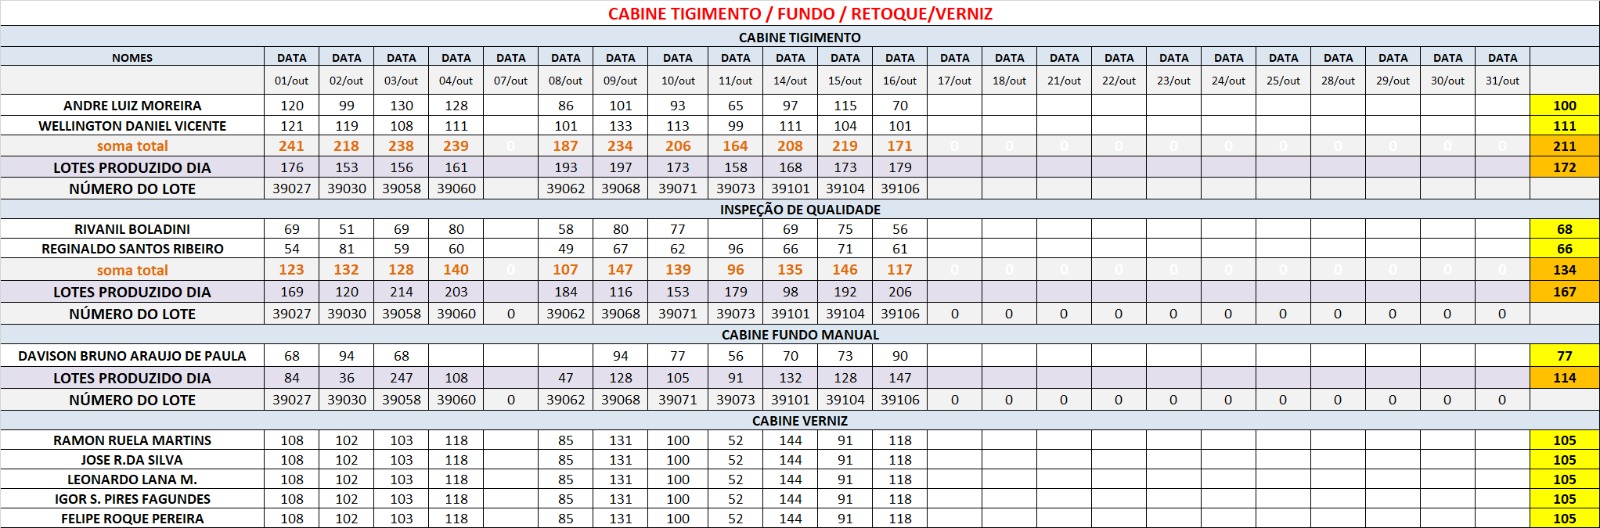 CABINE TIGIMENTO / FUNDO / RETOQUE/VERNIZ
CABINE TIGIMENTO
NOMES DATA DATA DATA DATA DATA DATA DATA DATA DATA DATA DATA DATA DATA DATA DATA DATA DATA DATA DATA DATA DATA DATA DATA
01/out 02/out 03/out 04/out 07/out 08/out 09/out 10/out 11/out 14/out 15/out 16/out 17/out 18/out 21/out 22/out 23/out 24/out 25/out 28/out 29/out 30/out 31/out
ANDRE LUIZ MOREIRA 120 99 130 128 86 101 93 65 97 115 70 100
WELLINGTON DANIEL VICENTE 121 119 108 111 101 133 113 99 111 104 101 111
soma total 241 218 238 239 0 187 234 206 164 208 219 171 0 0 0 0 0 0 0 0 0 0 0 211
LOTES PRODUZIDO DIA 176 153 156 161 193 197 173 158 168 173 179 172
NÚMERO DO LOTE 39027 39030 39058 39060 39062 39068 39071 39073 39101 39104 39106
INSPEÇÃO DE QUALIDADE
RIVANIL BOLADINI 69 51 69 80 58 80 77 69 75 56 68
REGINALDO SANTOS RIBEIRO 54 81 59 60 49 67 62 96 66 71 61 66
soma total 123 132 128 140 0 107 147 139 96 135 146 117 0 0 0 0 0 0 0 0 0 0 0 134
LOTES PRODUZIDO DIA 169 120 214 203 184 116 153 179 98 192 206 167
NÚMERO DO LOTE 39027 39030 39058 39060 0 39062 39068 39071 39073 39101 39104 39106 0 0 0 0 0 0 0 0 0 0 0
CABINE FUNDO MANUAL
DAVISON BRUNO ARAUJO DE PAULA 68 94 68 94 77 56 70 73 90 77
LOTES PRODUZIDO DIA 84 36 247 108 47 128 105 91 132 128 147 114
NÚMERO DO LOTE 39027 39030 39058 39060 0 39062 39068 39071 39073 39101 39104 39106 0 0 0 0 0 0 0 0 0 0 0
CABINE VERNIZ
RAMON RUELA MARTINS 108 102 103 118 85 131 100 52 144 91 118 105
JOSE R.DA SILVA 108 102 103 118 85 131 100 52 144 91 118 105
LEONARDO LANA M. 108 102 103 118 85 131 100 52 144 91 118 105
IGOR S. PIRES FAGUNDES 108 102 103 118 85 131 100 52 144 91 118 105
FELIPE ROQUE PEREIRA 108 102 103 118 85 131 100 52 144 91 118 105